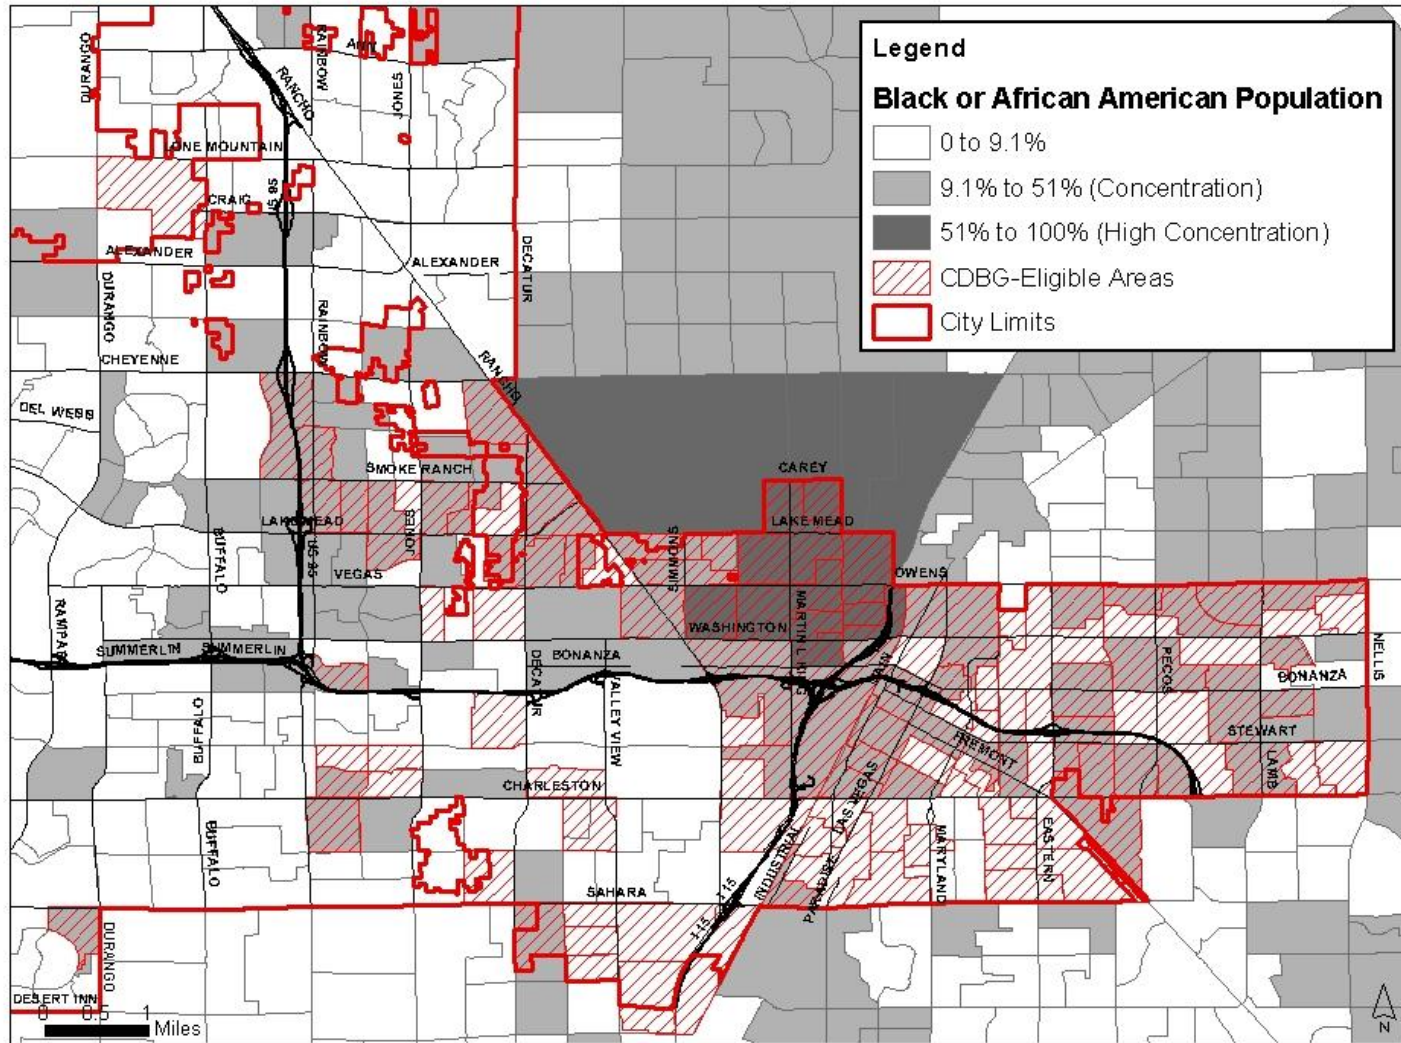 Legend
Black or African American Population
0 to 9.1%
9.1% to 51% (Concentration)
51% to 100% (High Concentration)
CDBG-Eligible Areas
City Limits
DURANGO
RANCHO
RAINBOW
JONES
LONE MOUNTAIN
CRAIG
US 95
ALEXANDER
ALEXANDER
DECATUR
DURANGO
RAINBOW
CHEYENNE
RANCHO
DEL WEBB
SMOKE RANCH
CAREY
LAKE MEAD
LAKE MEAD
BUFFALO
US 95
JONES
VEGAS
SIMMONS
OWENS
RAMPART
WASHINGTON
MARTIN L KING
SUMMERLIN
SUMMERLIN
DECATUR
BONANZA
MAIN
PECOS
BONANZA
NELLIS
BUFFALO
VALLEY VIEW
FREMONT
STEWART
CHARLESTON
LAS VEGAS
LAMB
BUFFALO
INDUSTRIAL
PARADISE
MARYLAND
EASTERN
SAHARA
I-15
I-15
DURANGO
DESERT INN
0 0.5 1
Miles
N